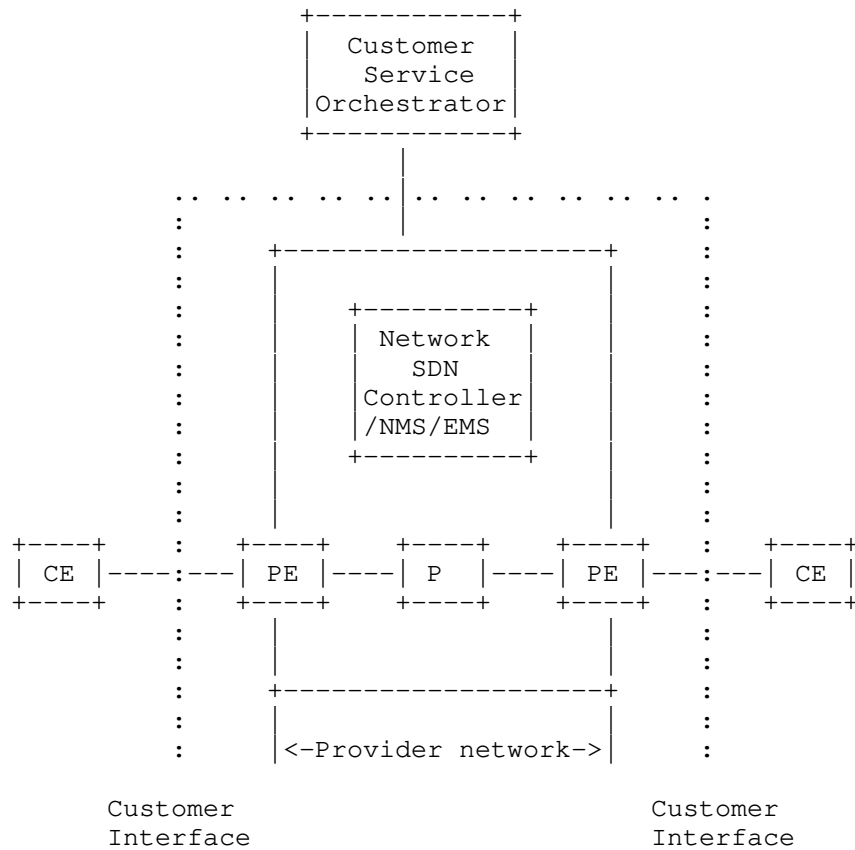 Customer
Service
Orchestrator
Network
SDN
Controller
/NMS/EMS
CE PE P PE CE
<-Provider network->
Customer Customer
Interface Interface